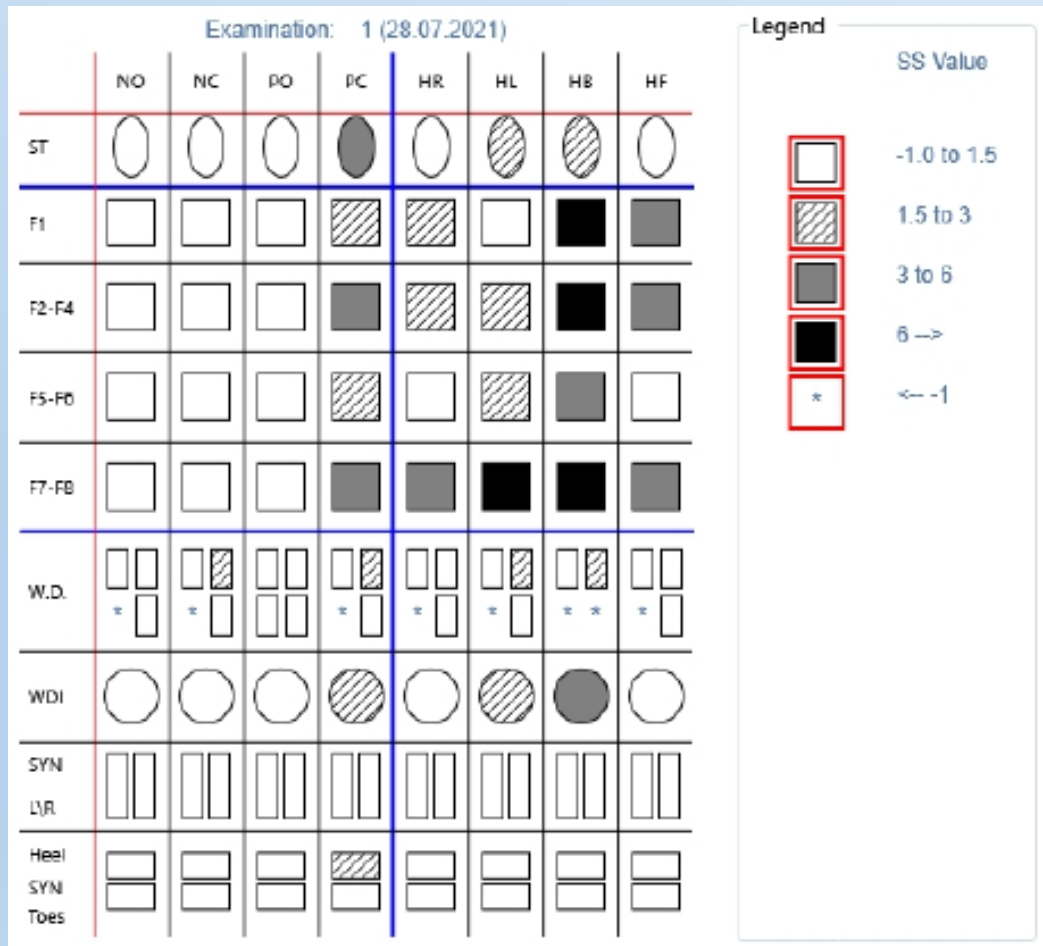 Examination: 1 (28.07.2021)
NO NC PO PC HR HL HB HF
ST
F1
F2-F4
F5-F6
F7-F8
W.D.
* * * * * * * *
WDI
SYN
L\R
Heel
SYN
Toes
Legend
SS Value
-1.0 to 1.5
1.5 to 3
3 to 6
6 -->
* <-- -1